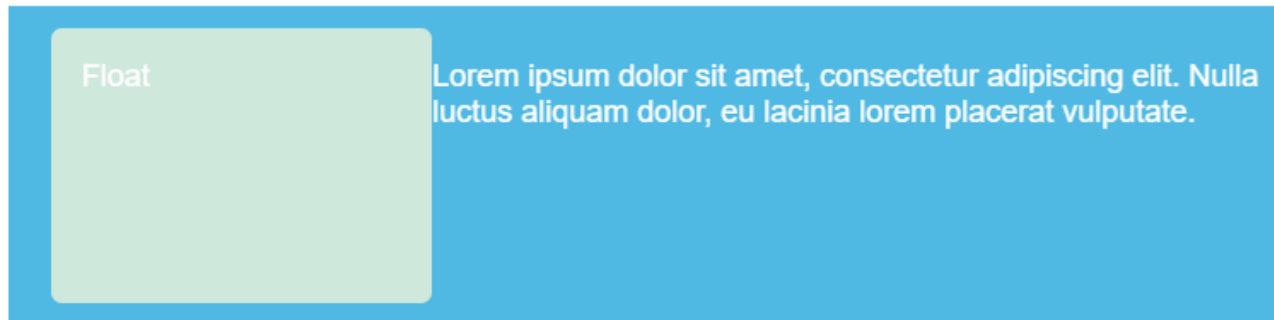 Float
Lorem ipsum dolor sit amet, consectetur adipiscing elit. Nulla
luctus aliquam dolor, eu lacinia lorem placerat vulputate.